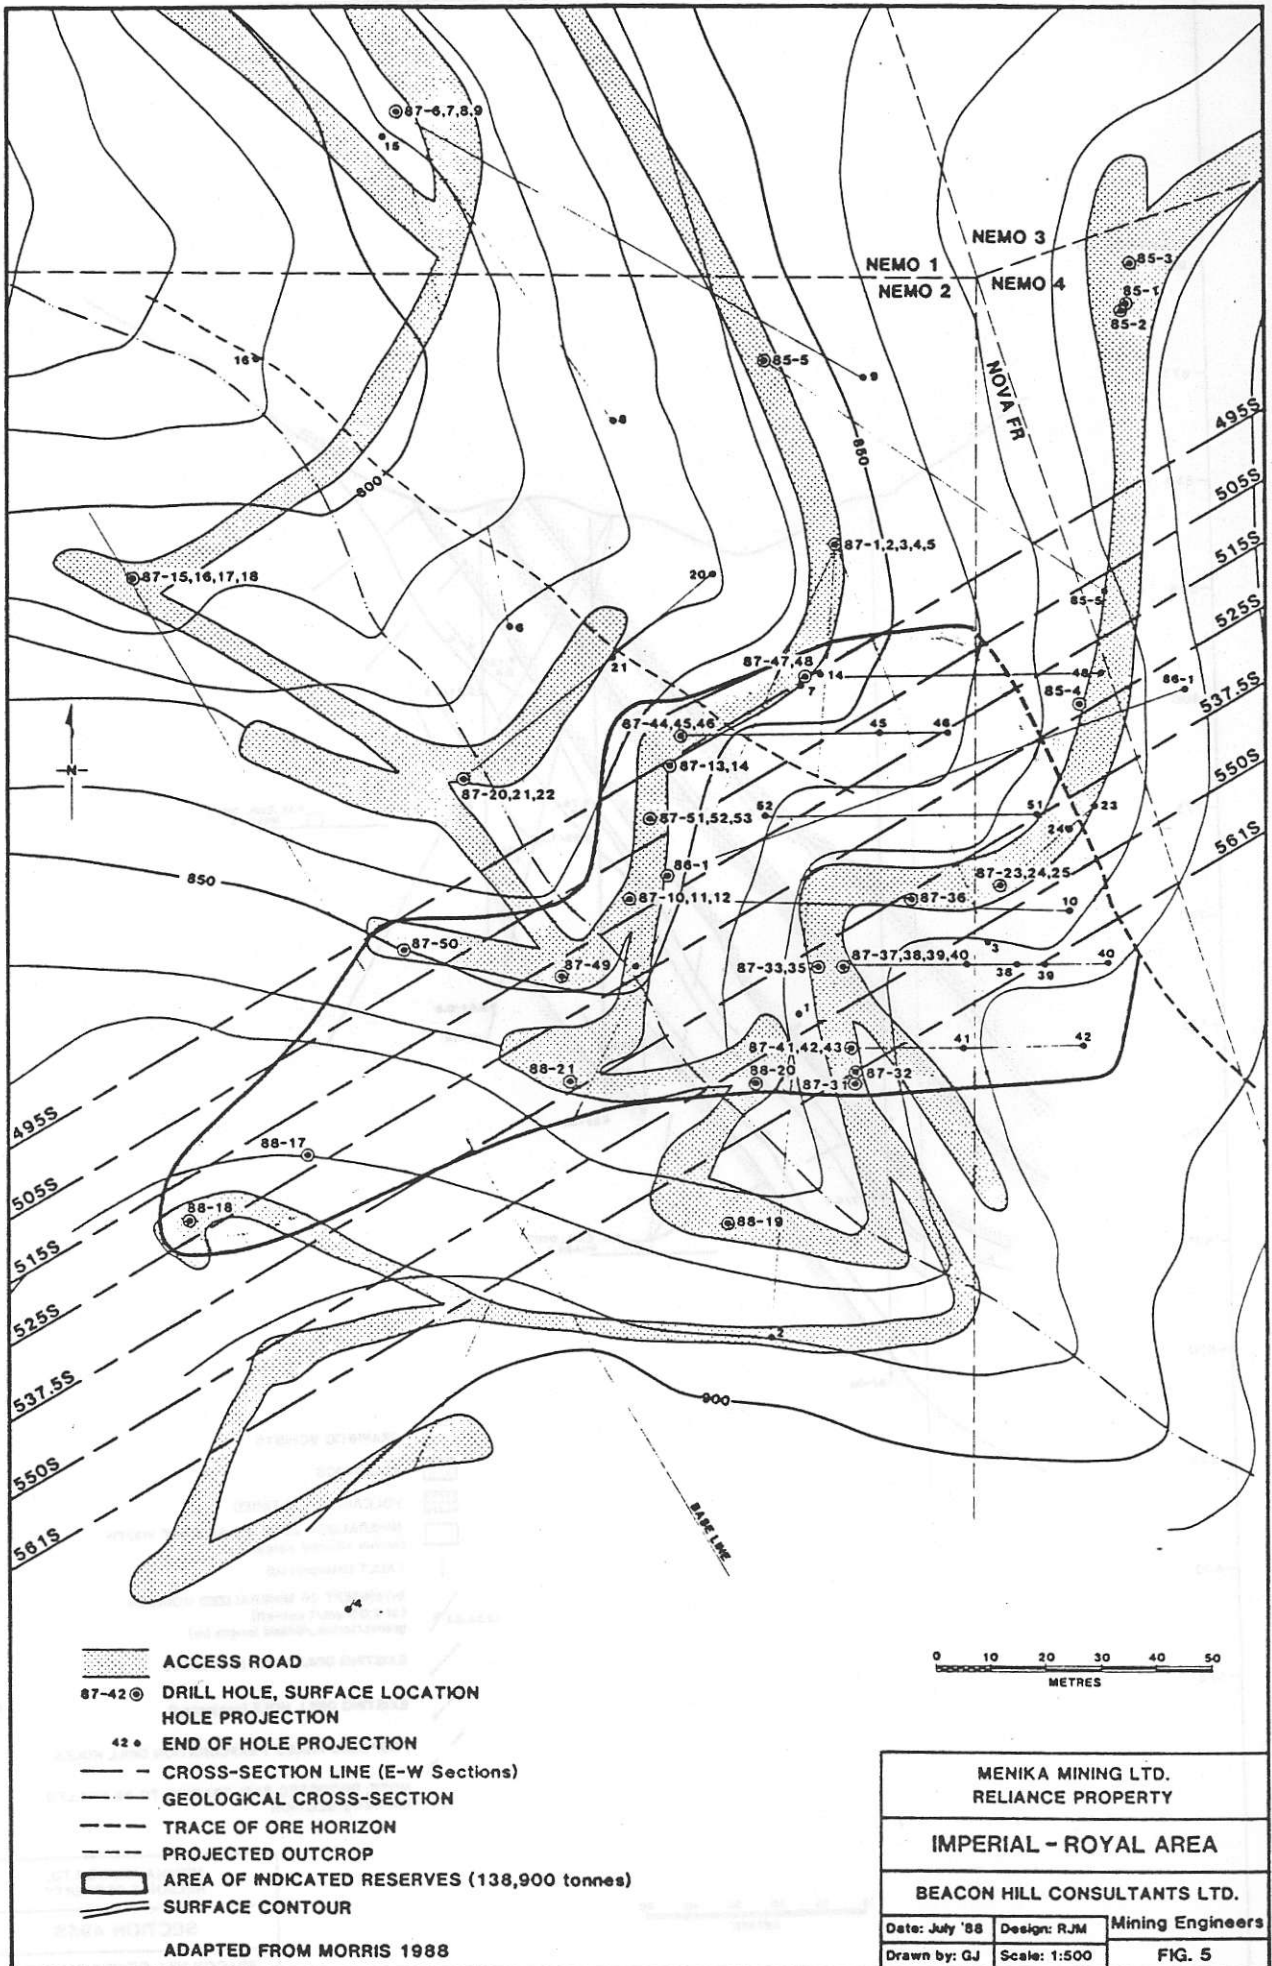 87-6,7,8,9
15
NEMO 3
NEMO 1
NEMO 2
NEMO 4
85-3
85-1
85-2
16
85-5
9
NOVA FR
8
850
495S
800
505S
87-1,2,3,4,5
515S
87-15,16,17,18
20
85-5
525S
6
21
87-47,48
14
48
7
85-4
86-1
537.5S
87-44,45,46
45
46
N
87-13,14
550S
87-20,21,22
87-51,52,53
52
51
23
24
561S
86-1
87-23,24,25
850
87-10,11,12
87-36
10
87-50
3
87-49
87-33,35
87-37,38,39,40
38
39
40
1
87-41,42,43
41
42
88-21
88-20
87-32
87-31
495S
88-17
505S
88-18
88-19
515S
525S
2
537.5S
900
550S
BASE LINE
561S
4
ACCESS ROAD
87-42 DRILL HOLE, SURFACE LOCATION
HOLE PROJECTION
42 END OF HOLE PROJECTION
CROSS-SECTION LINE (E-W Sections)
GEOLOGICAL CROSS-SECTION
TRACE OF ORE HORIZON
PROJECTED OUTCROP
AREA OF INDICATED RESERVES (138,900 tonnes)
SURFACE CONTOUR
ADAPTED FROM MORRIS 1988
0 10 20 30 40 50
METRES
MENIKA MINING LTD.
RELIANCE PROPERTY
IMPERIAL - ROYAL AREA
BEACON HILL CONSULTANTS LTD.
Date: July '88 Design: RJM Mining Engineers
Drawn by: GJ Scale: 1:500 FIG. 5